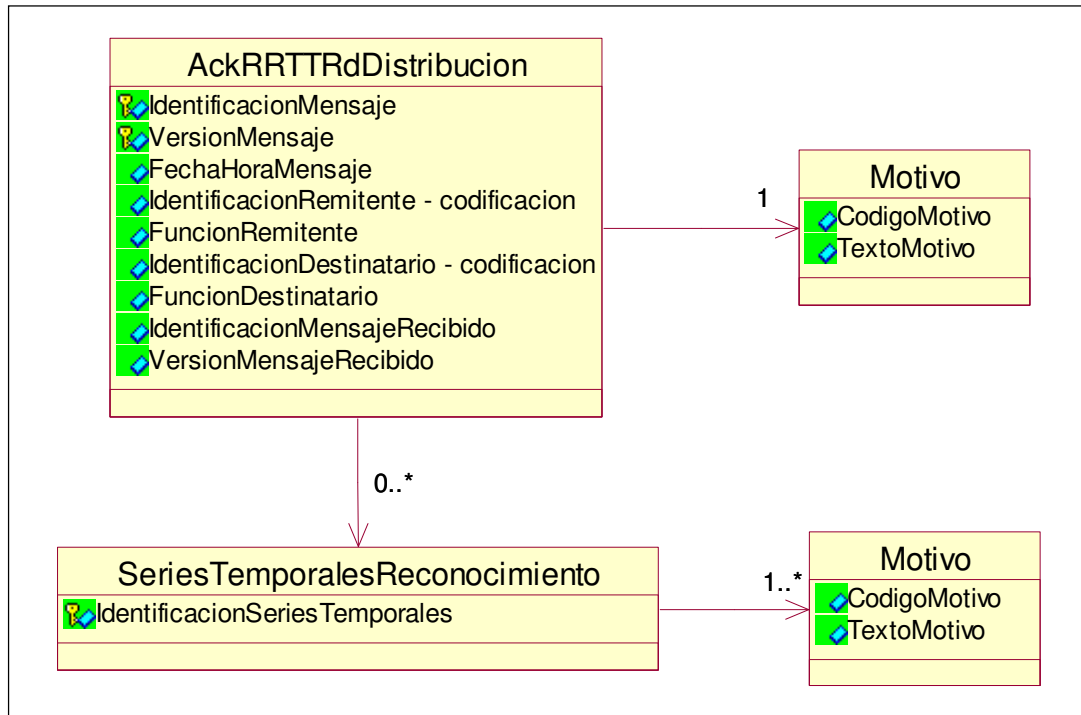 AckRRTTRdDistribucion
IdentificacionMensaje
VersionMensaje
FechaHoraMensaje
IdentificacionRemitente - codificacion
FuncionRemitente
IdentificacionDestinatario - codificacion
FuncionDestinatario
IdentificacionMensajeRecibido
VersionMensajeRecibido
1
Motivo
CodigoMotivo
TextoMotivo
0..*
SeriesTemporalesReconocimiento
IdentificacionSeriesTemporales
1..*
Motivo
CodigoMotivo
TextoMotivo